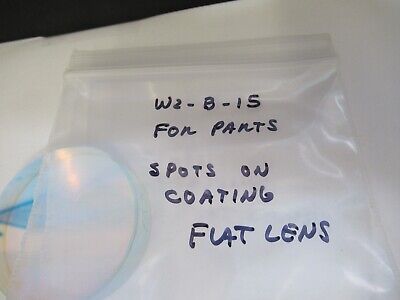 W2-B-15
FOR PARTS
SPOTS ON
COATING
FLAT LENS